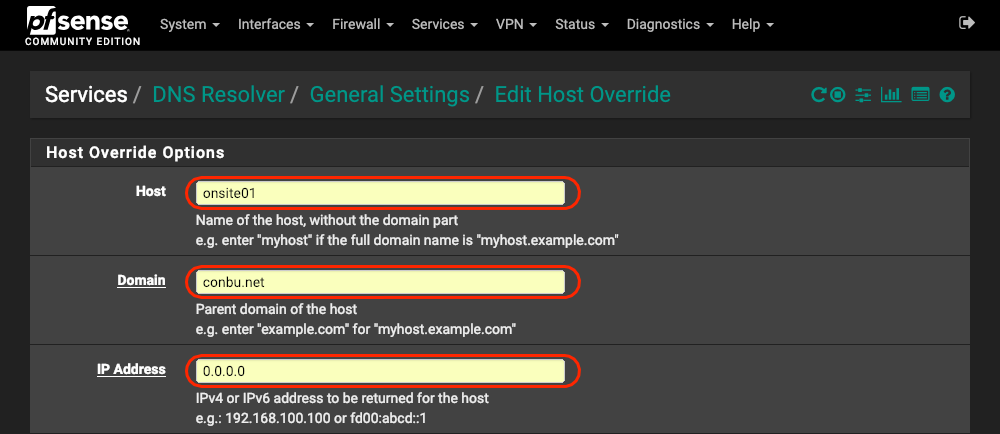 pfsense
COMMUNITY EDITION
System Interfaces Firewall Services VPN Status Diagnostics Help
Services / DNS Resolver / General Settings / Edit Host Override
Host Override Options
Host onsite01
Name of the host, without the domain part
e.g. enter "myhost" if the full domain name is "myhost.example.com"
Domain conbu.net
Parent domain of the host
e.g. enter "example.com" for "myhost.example.com"
IP Address 0.0.0.0
IPv4 or IPv6 address to be returned for the host
e.g.: 192.168.100.100 or fd00:abcd::1